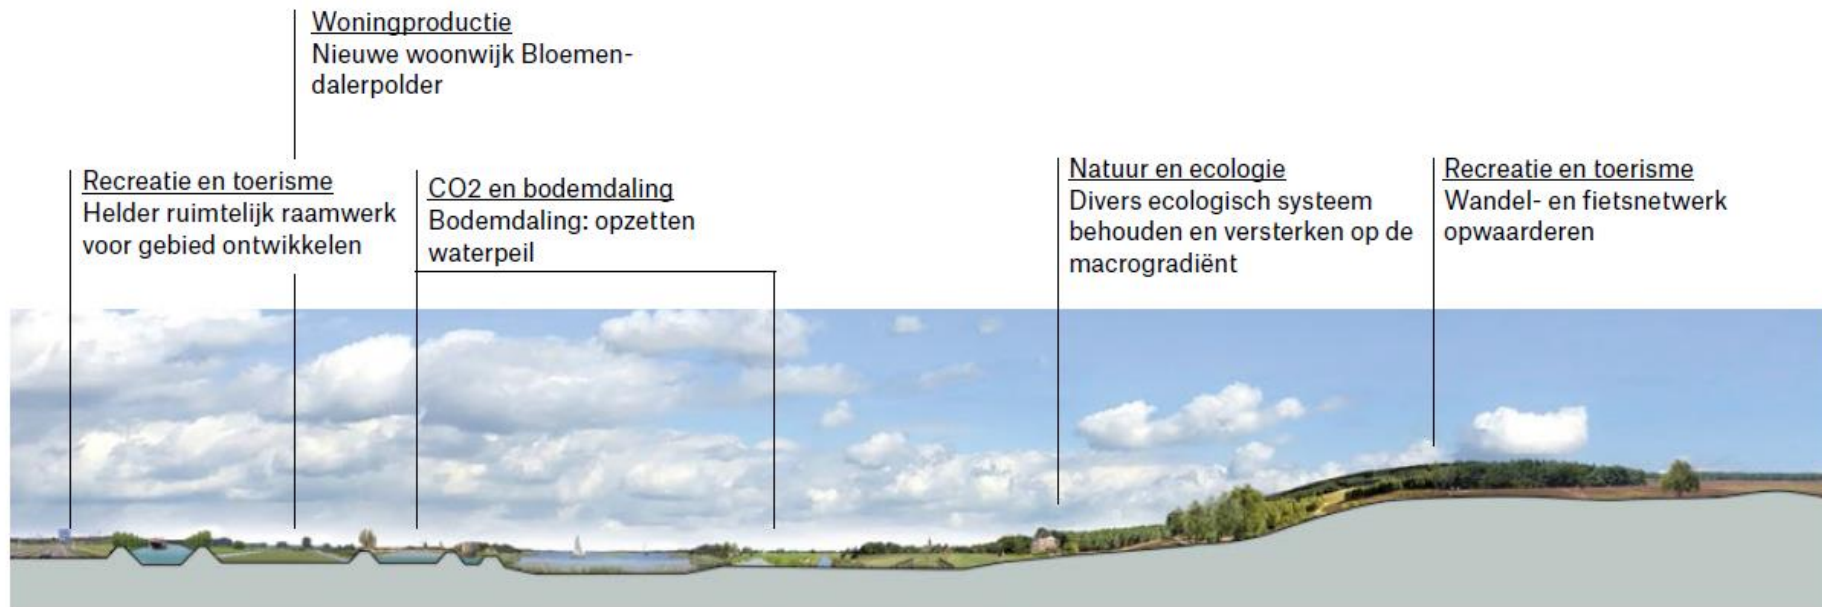 Woningproductie
Nieuwe woonwijk Bloemen-
dalerpolder
Recreatie en toerisme
Helder ruimtelijk raamwerk
voor gebied ontwikkelen
CO2 en bodemdaling
Bodemdaling: opzetten
waterpeil
Natuur en ecologie
Divers ecologisch systeem
behouden en versterken op de
macrogradiënt
Recreatie en toerisme
Wandel- en fietsnetwerk
opwaarderen